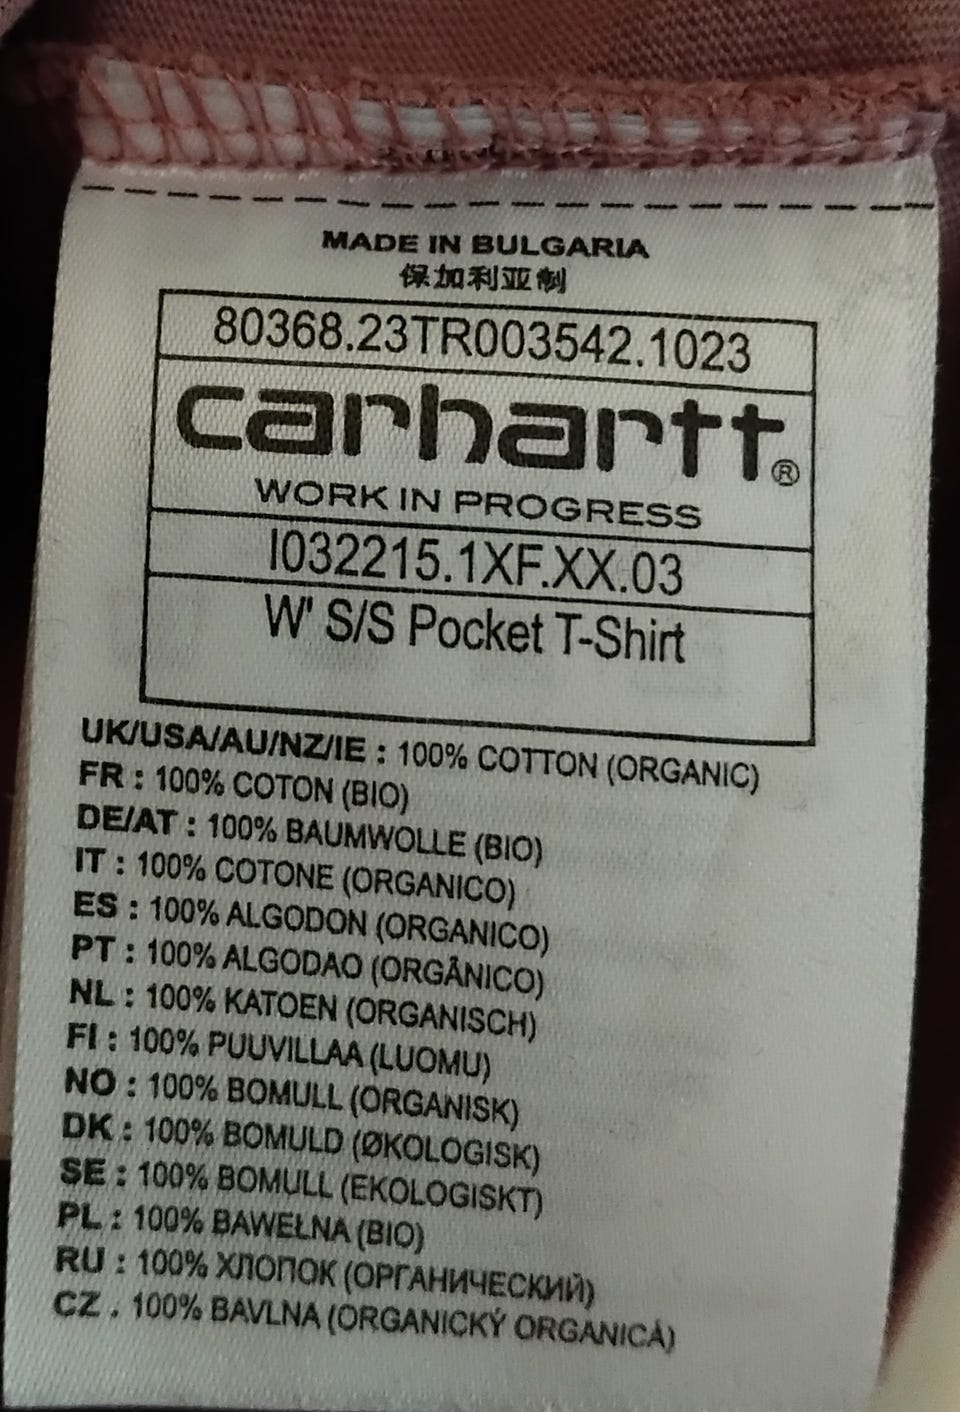 MADE IN BULGARIA
保加利亚制
80368.23TR003542.1023
carhartt®
WORK IN PROGRESS
I032215.1XF.XX.03
W' S/S Pocket T-Shirt
UK/USA/AU/NZ/IE : 100% COTTON (ORGANIC)
FR : 100% COTON (BIO)
DE/AT : 100% BAUMWOLLE (BIO)
IT : 100% COTONE (ORGANICO)
ES : 100% ALGODON (ORGANICO)
PT : 100% ALGODAO (ORGÂNICO)
NL : 100% KATOEN (ORGANISCH)
FI : 100% PUUVILLAA (LUOMU)
NO : 100% BOMULL (ORGANISK)
DK : 100% BOMULD (ØKOLOGISK)
SE : 100% BOMULL (EKOLOGISKT)
PL : 100% BAWEŁNA (BIO)
RU : 100% ХЛОПОК (ОРГАНИЧЕСКИЙ)
CZ . 100% BAVLNA (ORGANICKÝ ORGANICÁ)